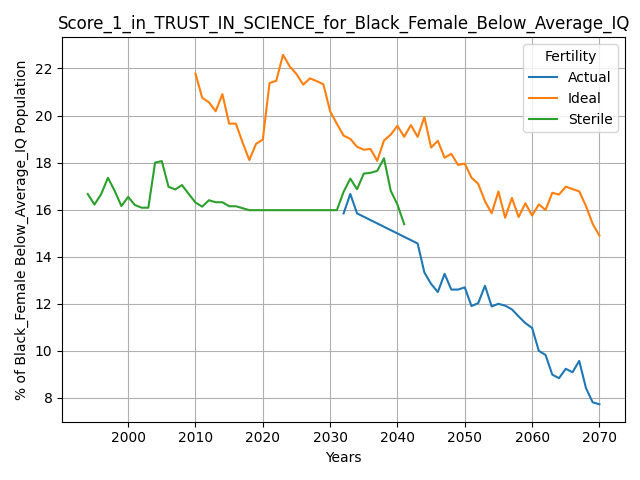 Score_1_in_TRUST_IN_SCIENCE_for_Black_Female_Below_Average_IQ
% of Black_Female Below_Average_IQ Population
22
20
18
16
14
12
10
8
Fertility
Actual
Ideal
Sterile
2000 2010 2020 2030 2040 2050 2060 2070
Years